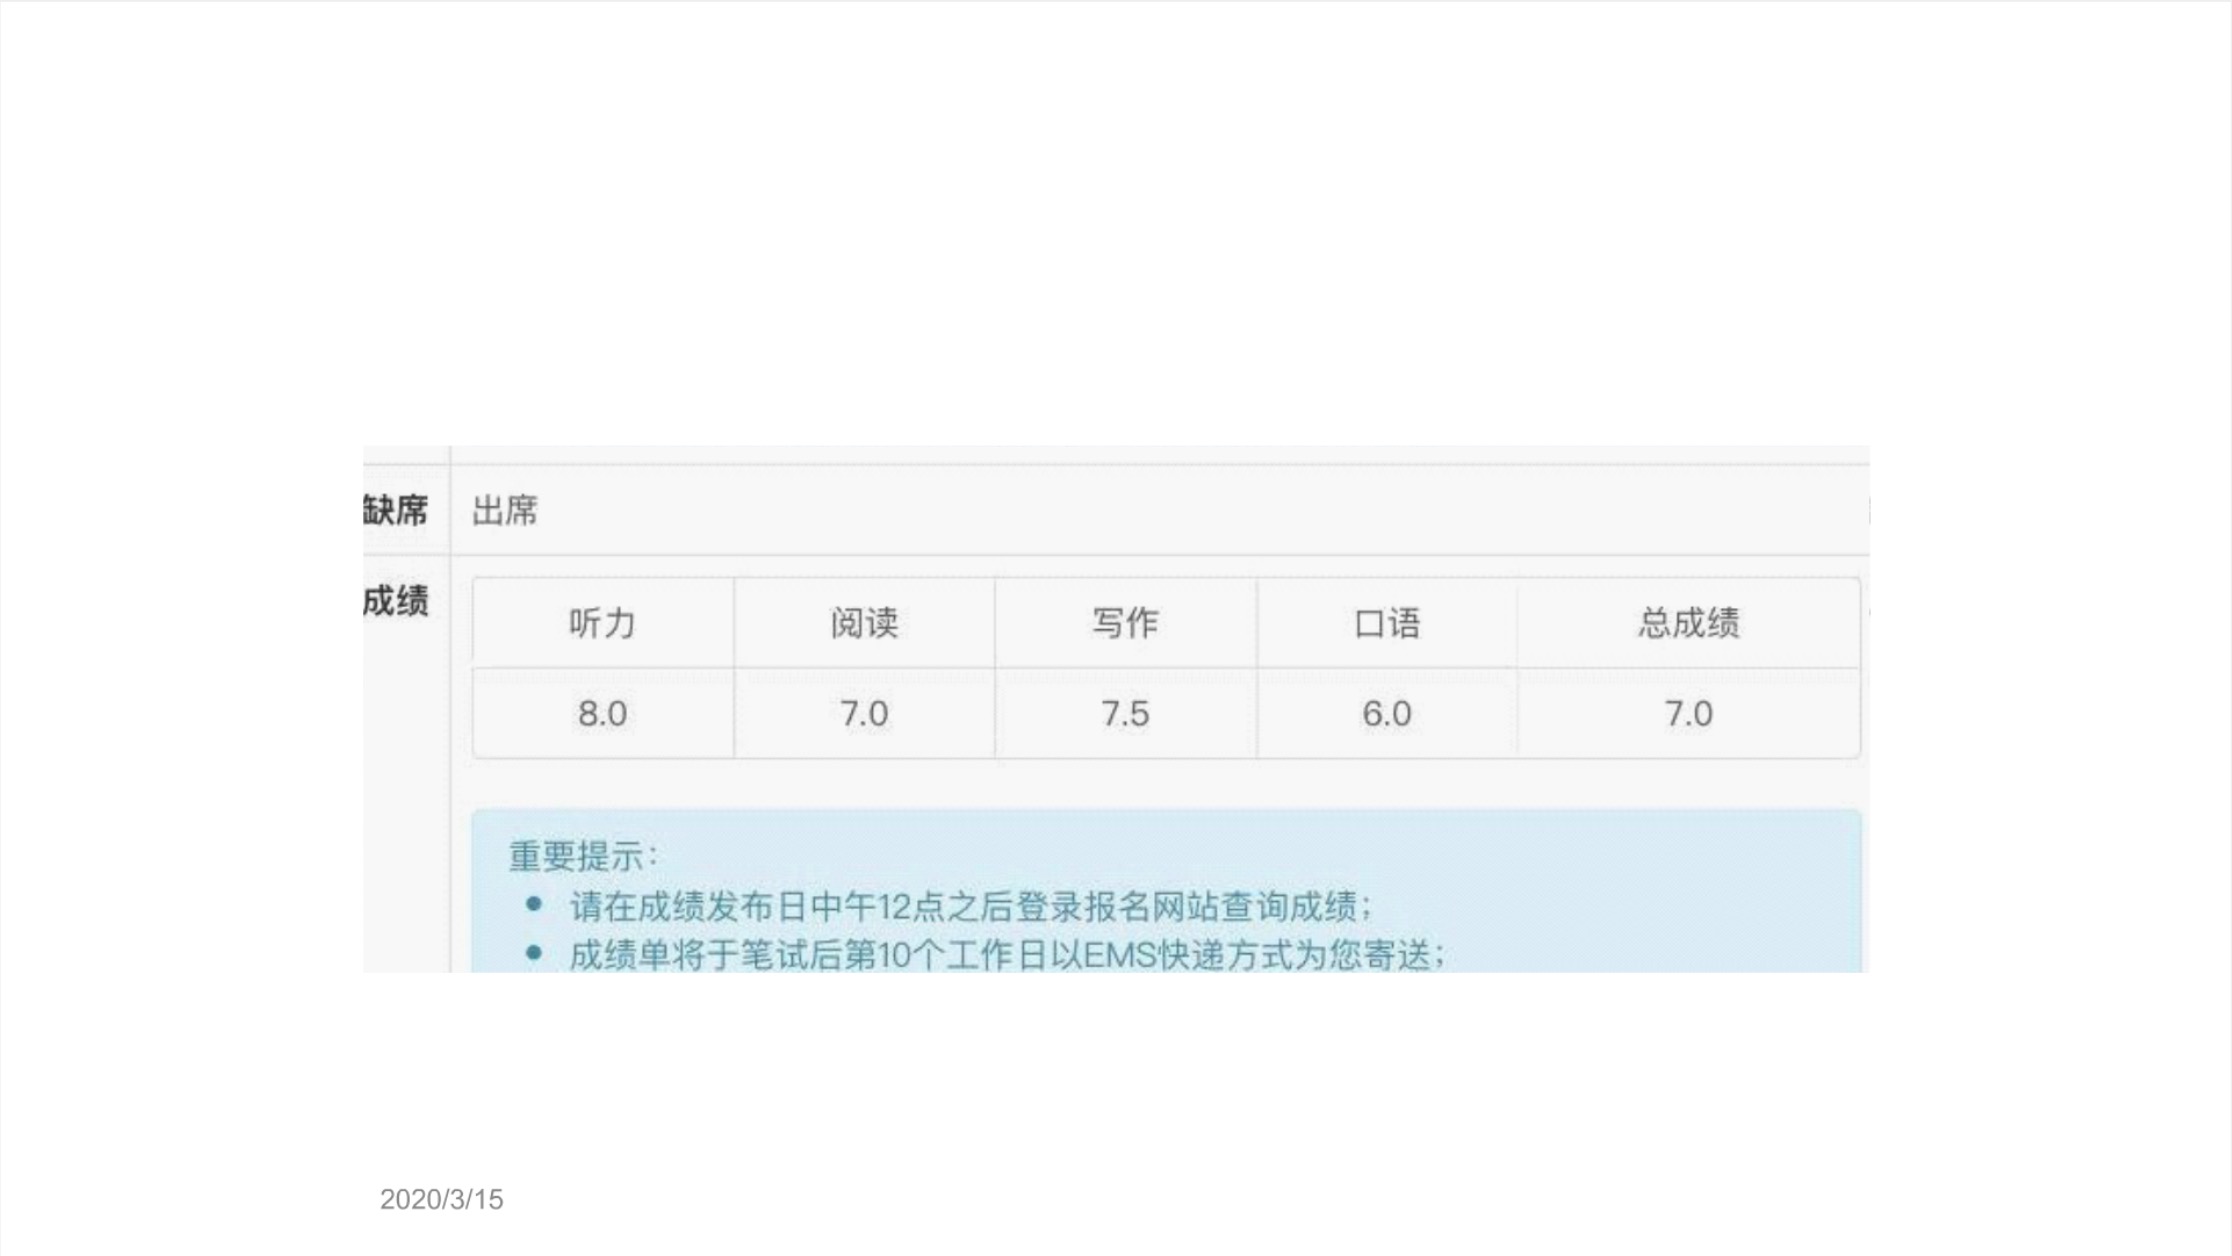 缺席 出席
成绩
听力 阅读 写作 口语 总成绩
8.0 7.0 7.5 6.0 7.0
重要提示：
• 请在成绩发布日中午12点之后登录报名网站查询成绩；
• 成绩单将于笔试后第10个工作日以EMS快递方式为您寄送；
2020/3/15